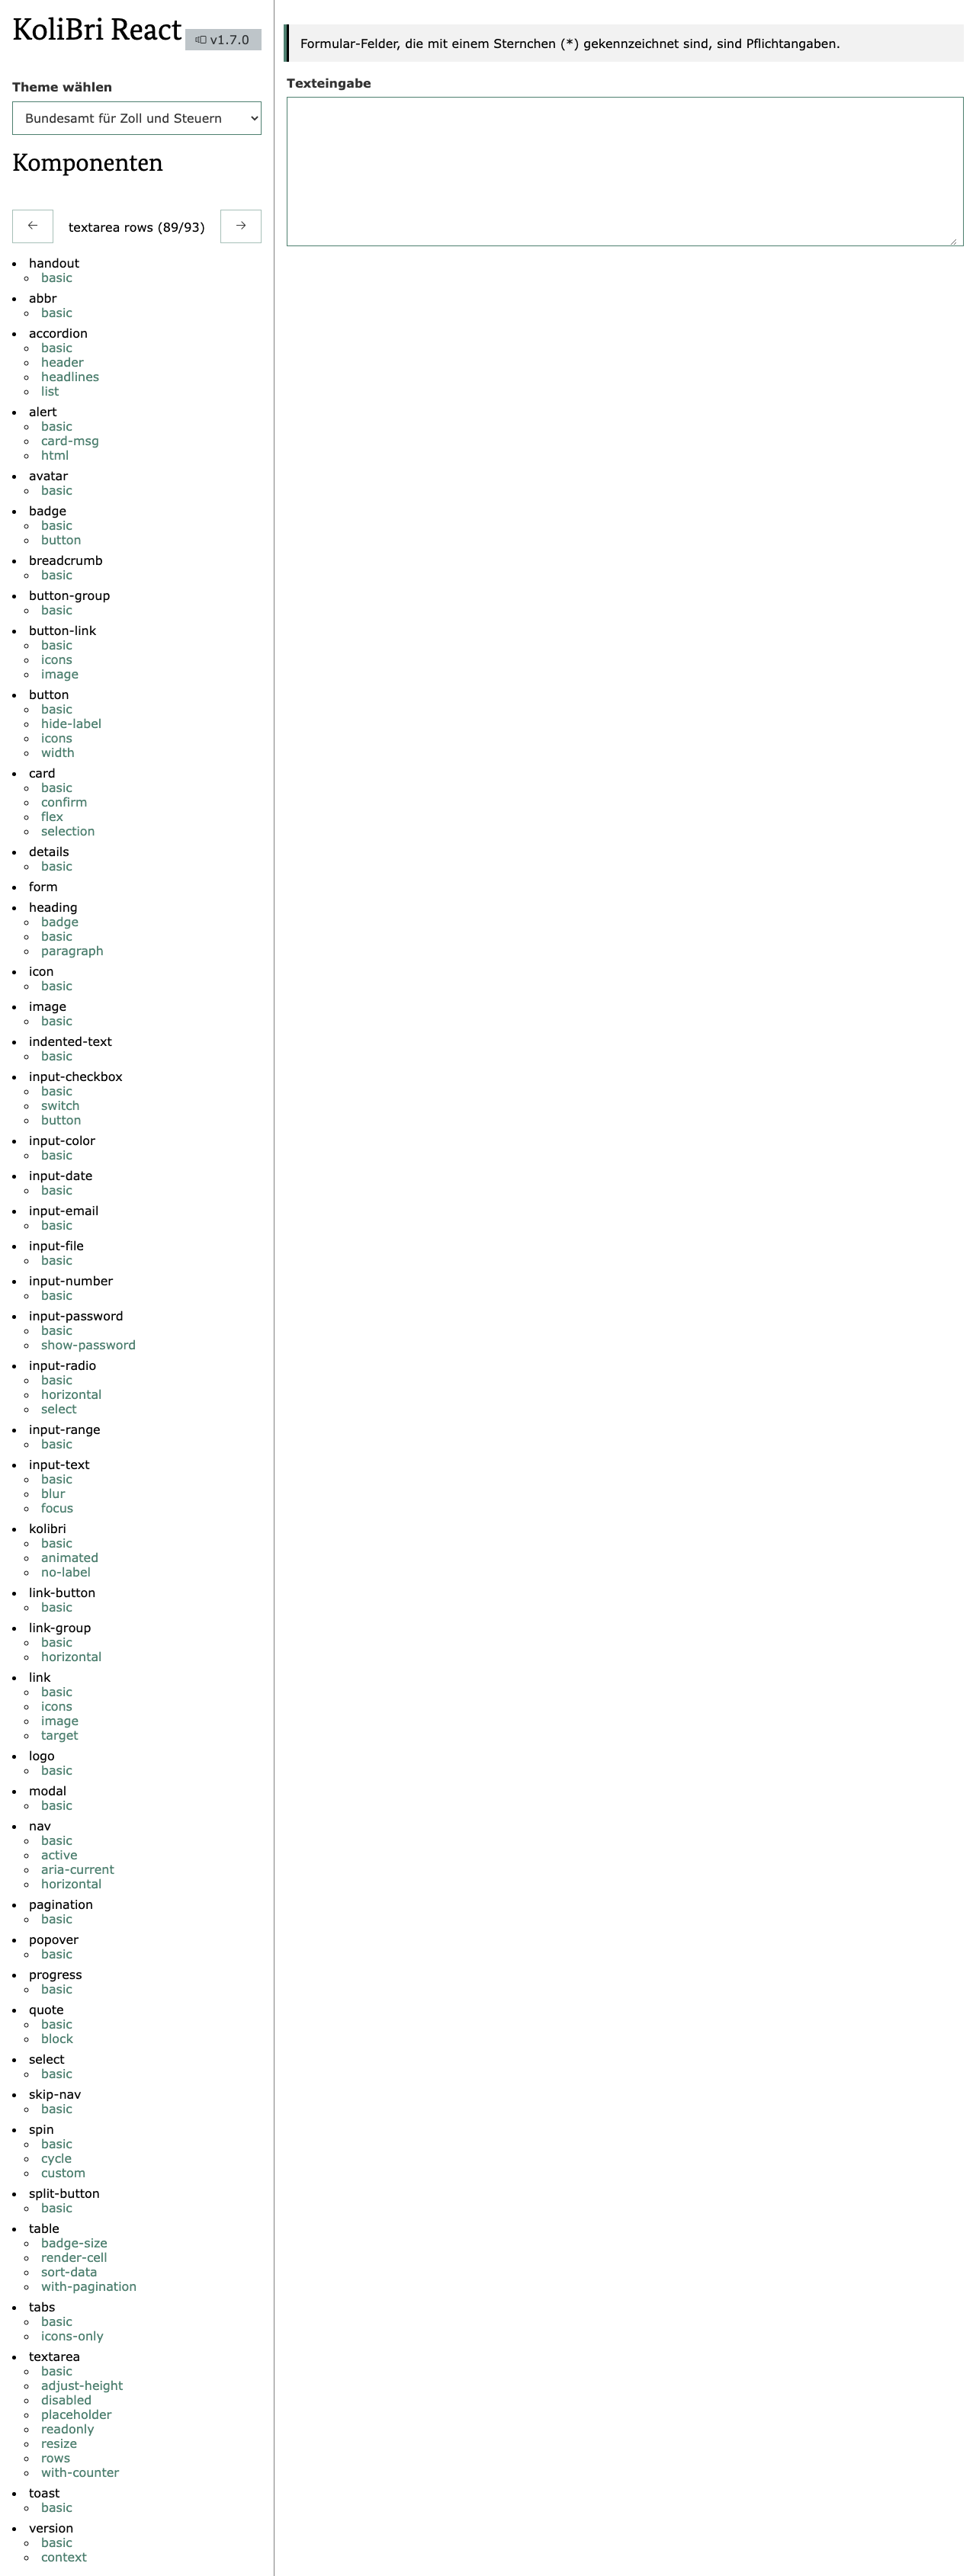 KoliBri React
v1.7.0
Theme wählen
Bundesamt für Zoll und Steuern
Komponenten
textarea rows (89/93)
handout
basic
abbr
basic
accordion
basic
header
headlines
list
alert
basic
card-msg
html
avatar
basic
badge
basic
button
breadcrumb
basic
button-group
basic
button-link
basic
icons
image
button
basic
hide-label
icons
width
card
basic
confirm
flex
selection
details
basic
form
heading
badge
basic
paragraph
icon
basic
image
basic
indented-text
basic
input-checkbox
basic
switch
button
input-color
basic
input-date
basic
input-email
basic
input-file
basic
input-number
basic
input-password
basic
show-password
input-radio
basic
horizontal
select
input-range
basic
input-text
basic
blur
focus
kolibri
basic
animated
no-label
link-button
basic
link-group
basic
horizontal
link
basic
icons
image
target
logo
basic
modal
basic
nav
basic
active
aria-current
horizontal
pagination
basic
popover
basic
progress
basic
quote
basic
block
select
basic
skip-nav
basic
spin
basic
cycle
custom
split-button
basic
table
badge-size
render-cell
sort-data
with-pagination
tabs
basic
icons-only
textarea
basic
adjust-height
disabled
placeholder
readonly
resize
rows
with-counter
toast
basic
version
basic
context
Formular-Felder, die mit einem Sternchen (*) gekennzeichnet sind, sind Pflichtangaben.
Texteingabe